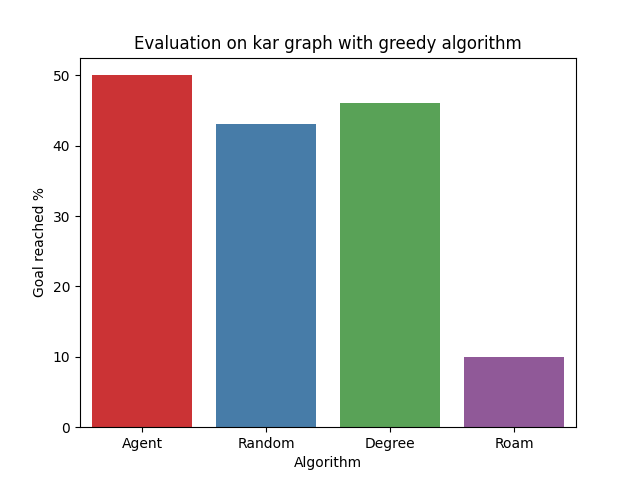 Evaluation on kar graph with greedy algorithm
50
40
30
20
10
0
Goal reached %
Agent Random Degree Roam
Algorithm